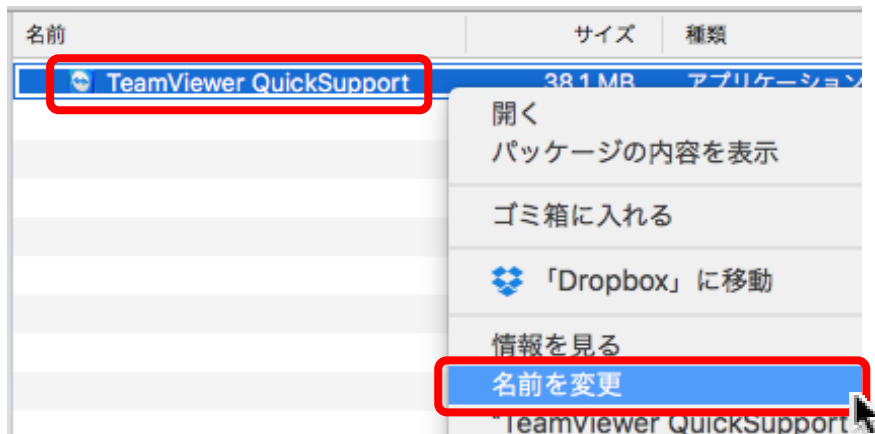 名前 サイズ 種類
TeamViewer QuickSupport 38.1 MB アプリケーション
開く
パッケージの内容を表示
ゴミ箱に入れる
「Dropbox」に移動
情報を見る
名前を変更
"TeamViewer QuickSupport